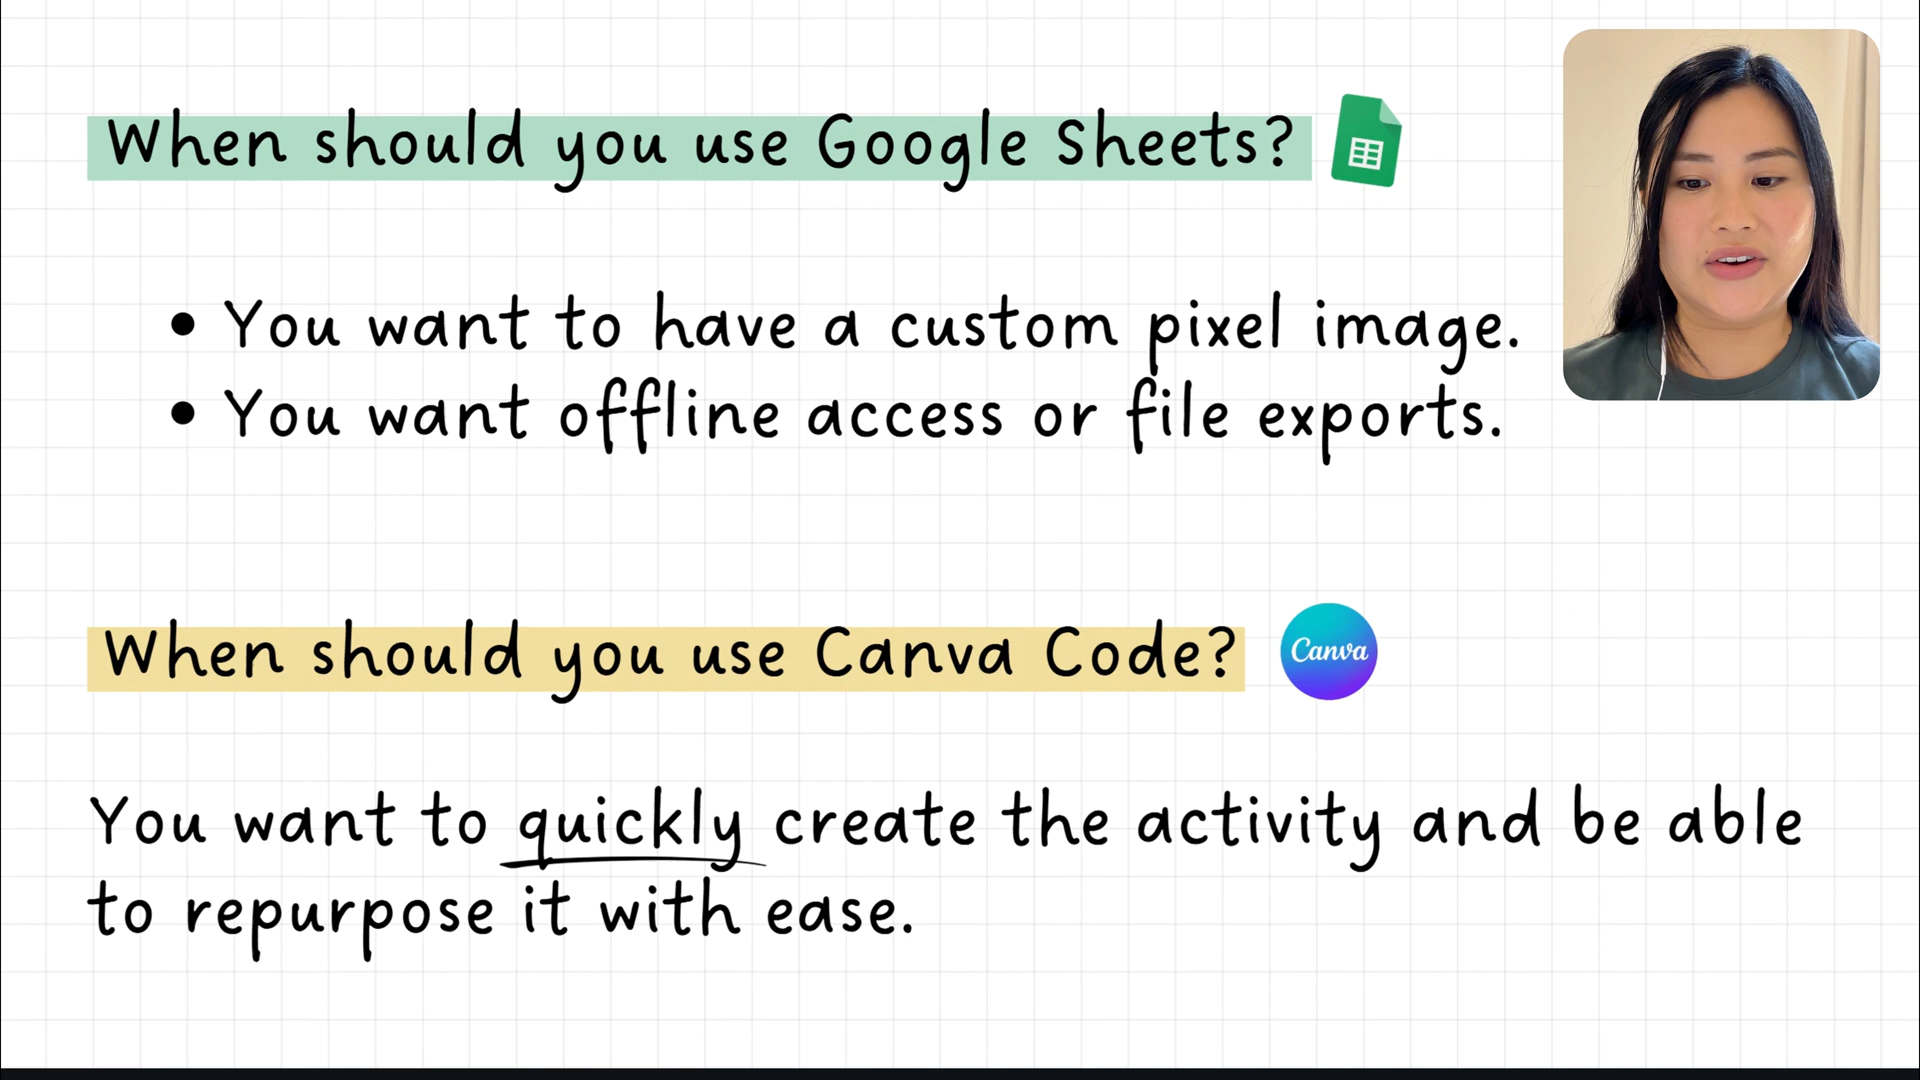 When should you use Google Sheets?
• You want to have a custom pixel image.
• You want offline access or file exports.
When should you use Canva Code?
Canva
You want to quickly create the activity and be able
to repurpose it with ease.